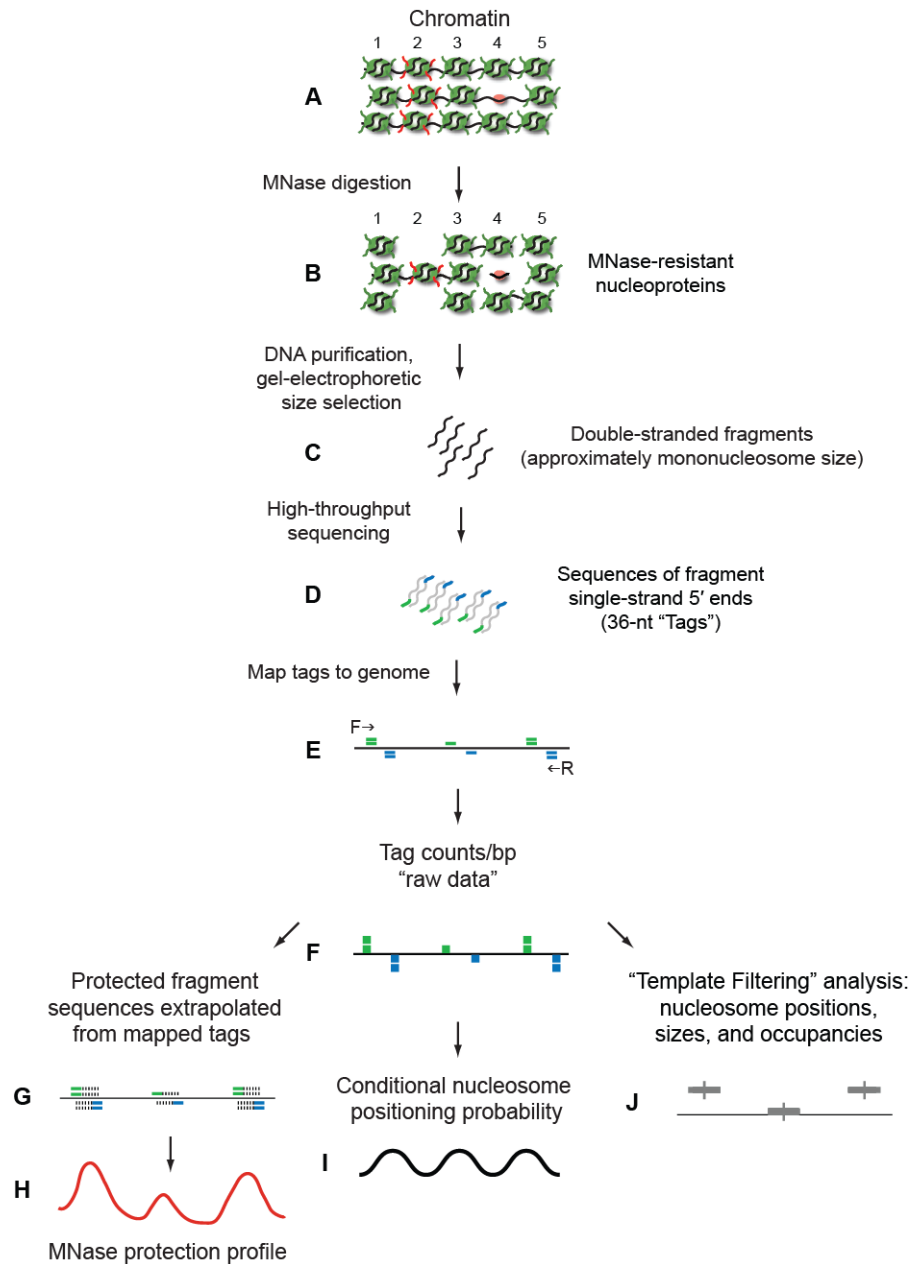 Chromatin
1 2 3 4 5
A
MNase digestion
1 2 3 4 5
B
MNase-resistant
nucleoproteins
DNA purification,
gel-electrophoretic
size selection
C
Double-stranded fragments
(approximately mononucleosome size)
High-throughput
sequencing
D
Sequences of fragment
single-strand 5′ ends
(36-nt “Tags”)
Map tags to genome
E
F→
←R
Tag counts/bp
“raw data”
F
Protected fragment
sequences extrapolated
from mapped tags
G
H
MNase protection profile
Conditional nucleosome
positioning probability
I
“Template Filtering” analysis:
nucleosome positions,
sizes, and occupancies
J